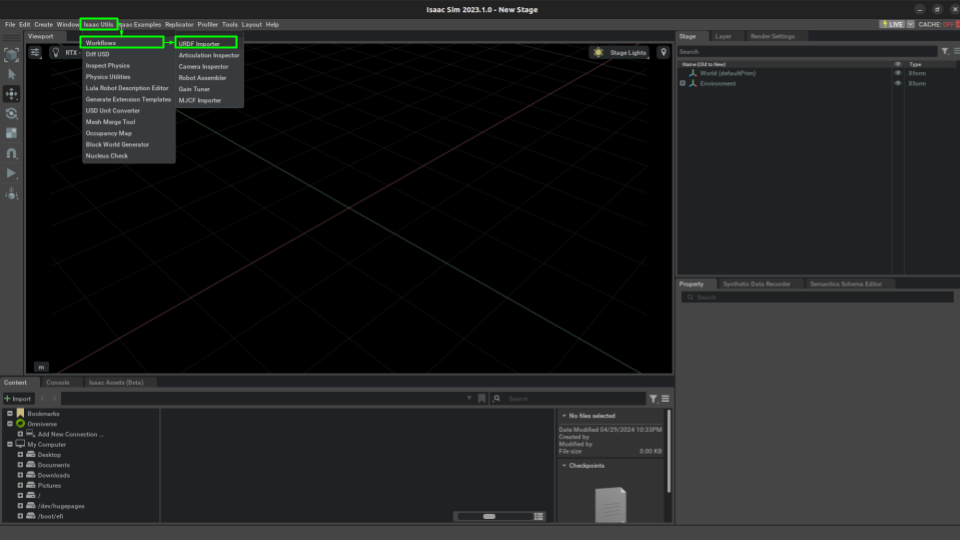 Isaac Sim 2023.1.0 - New Stage
File Edit Create Window Isaac Utils Isaac Examples Replicator Profiler Tools Layout Help
LIVE CACHE: OFF
Viewport
RTX -
Stage Lights
Workflows
Diff USD
Inspect Physics
Physics Utilities
Lula Robot Description Editor
Generate Extension Templates
USD Unit Converter
Mesh Merge Tool
Occupancy Map
Block World Generator
Nucleus Check
URDF Importer
Articulation Inspector
Camera Inspector
Robot Assembler
Gain Tuner
MJCF Importer
m
Stage Layer Render Settings
Search
Name (Old to New) Type
World (defaultPrim) Xform
Environment Xform
Property Synthetic Data Recorder Semantics Schema Editor
Search
Content Console Isaac Assets (Beta)
Import
Search
Bookmarks
Omniverse
Add New Connection ...
My Computer
Desktop
Documents
Downloads
Pictures
/
/dev/hugepages
/boot/efi
No files selected
Date Modified 04/29/2024 10:33PM
Created by
Modified by
File size 0.00 KB
Checkpoints